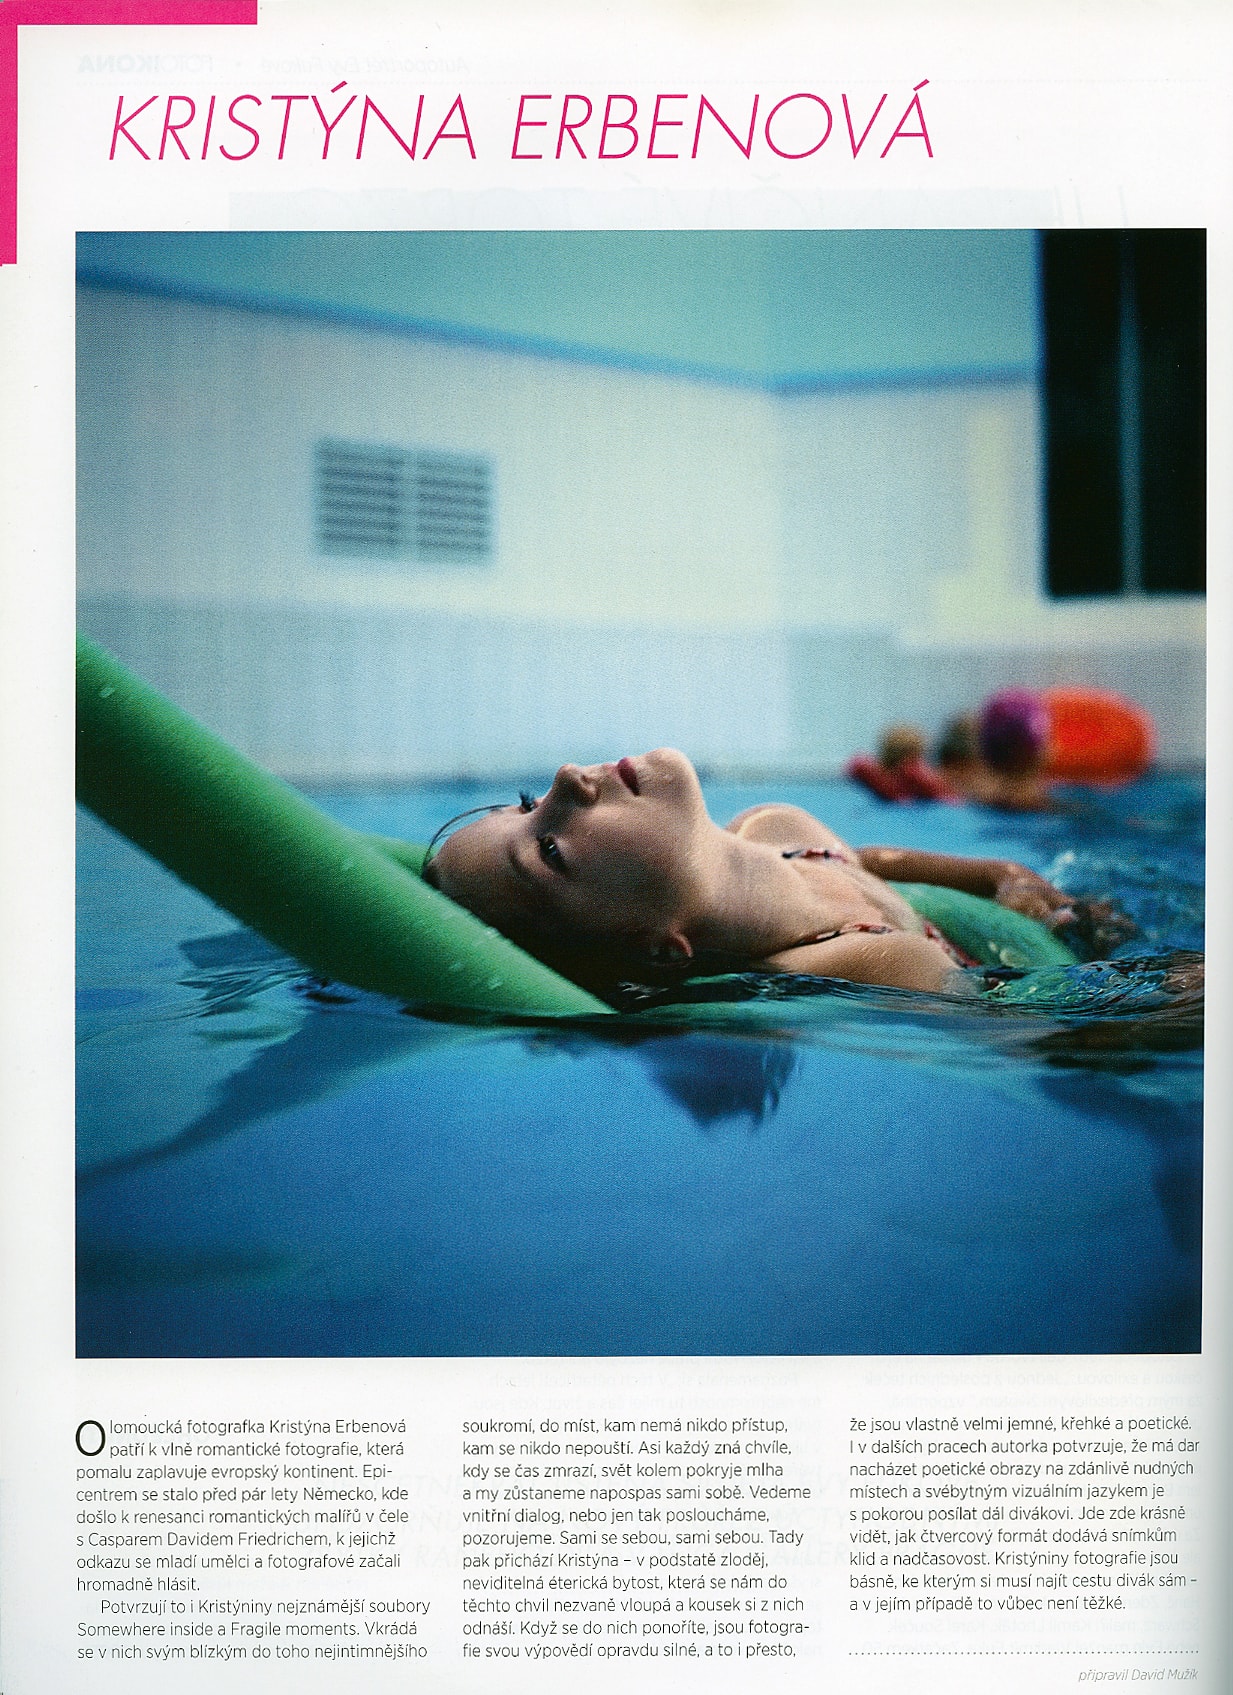 KRISTÝNA ERBENOVÁ
Olomoucká fotografka Kristýna Erbenová
patří k vlně romantické fotografie, která
pomalu zaplavuje evropský kontinent. Epi-
centrem se stalo před pár lety Německo, kde
došlo k renesanci romantických malířů v čele
s Casparem Davidem Friedrichem, k jejichž
odkazu se mladí umělci a fotografové začali
hromadně hlásit.
Potvrzují to i Kristýniny nejznámější soubory
Somewhere inside a Fragile moments. Vkrádá
se v nich svým blízkým do toho nejintimnějšího
soukromí, do míst, kam nemá nikdo přístup,
kam se nikdo nepouští. Asi každý zná chvíle,
kdy se čas zmrazí, svět kolem pokryje mlha
a my zůstaneme napospas sami sobě. Vedeme
vnitřní dialog, nebo jen tak posloucháme,
pozorujeme. Sami se sebou, sami sebou. Tady
pak přichází Kristýna – v podstatě zloděj,
neviditelná éterická bytost, která se nám do
těchto chvil nezvaně vloupá a kousek si z nich
odnáší. Když se do nich ponoříte, jsou fotogra-
fie svou výpovědí opravdu silné, a to i přesto,
že jsou vlastně velmi jemné, křehké a poetické.
I v dalších pracech autorka potvrzuje, že má dar
nacházet poetické obrazy na zdánlivě nudných
místech a svébytným vizuálním jazykem je
s pokorou posílat dál divákovi. Jde zde krásně
vidět, jak čtvercový formát dodává snímkům
klid a nadčasovost. Kristýniny fotografie jsou
básně, ke kterým si musí najít cestu divák sám –
a v jejím případě to vůbec není těžké.
připravil David Mužík